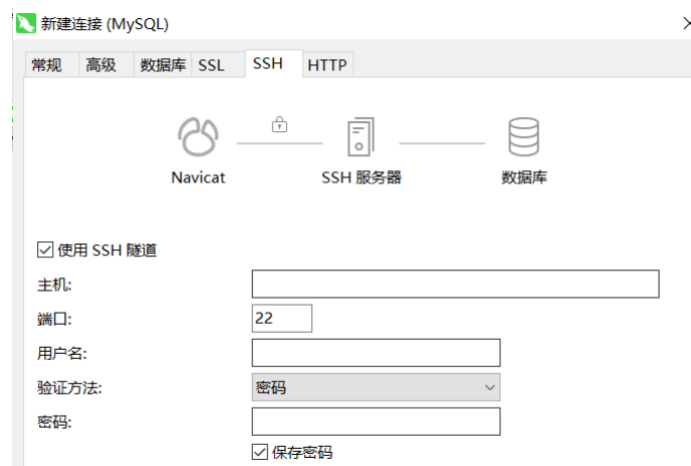 新建连接 (MySQL)
常规 高级 数据库 SSL SSH HTTP
Navicat SSH 服务器 数据库
使用 SSH 隧道
主机:
端口: 22
用户名:
验证方法: 密码
密码:
保存密码